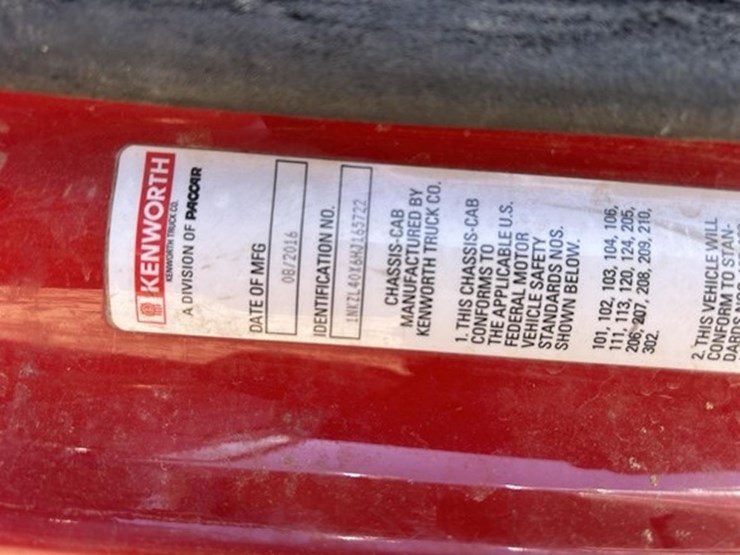 KENWORTH
KENWORTH TRUCK CO.
A DIVISION OF PACCAR
DATE OF MFG
08/2016
IDENTIFICATION NO.
CHASSIS-CAB
MANUFACTURED BY
KENWORTH TRUCK CO.
1. THIS CHASSIS-CAB
CONFORMS TO
THE APPLICABLE U.S.
FEDERAL MOTOR
VEHICLE SAFETY
STANDARDS NOS.
SHOWN BELOW.
101, 102, 103, 104, 106,
111, 113, 120, 124, 205,
206, 207, 208, 209, 210,
302.
2. THIS VEHICLE WILL
CONFORM TO STAN-